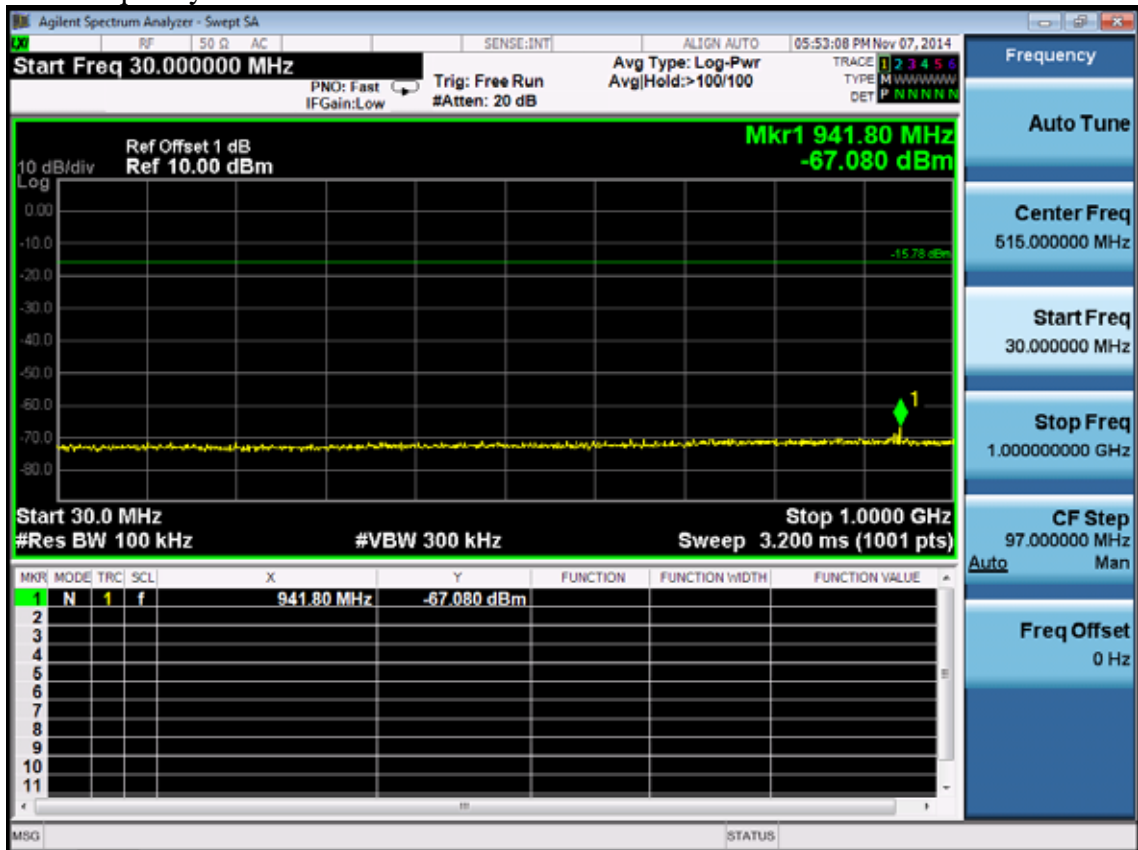 Agilent Spectrum Analyzer - Swept SA
RF 50 Ω AC SENSE:INT ALIGN AUTO 05:53:08 PM Nov 07, 2014
Start Freq 30.000000 MHz
PNO: Fast
IFGain:Low
Trig: Free Run
#Atten: 20 dB
Avg Type: Log-Pwr
Avg|Hold:>100/100
TRACE 1 2 3 4 5 6
TYPE M WWWWW
DET P N N N N N
Mkr1 941.80 MHz
-67.080 dBm
Ref Offset 1 dB
10 dB/div Ref 10.00 dBm
Log
0.00
-10.0
-15.78 dBm
-20.0
-30.0
-40.0
-50.0
-60.0
1
-70.0
-80.0
Start 30.0 MHz Stop 1.0000 GHz
#Res BW 100 kHz #VBW 300 kHz Sweep 3.200 ms (1001 pts)
MKR MODE TRC SCL X Y FUNCTION FUNCTION WIDTH FUNCTION VALUE
1 N 1 f 941.80 MHz -67.080 dBm
2
3
4
5
6
7
8
9
10
11
MSG STATUS
Frequency
Auto Tune
Center Freq
515.000000 MHz
Start Freq
30.000000 MHz
Stop Freq
1.000000000 GHz
CF Step
97.000000 MHz
Auto Man
Freq Offset
0 Hz